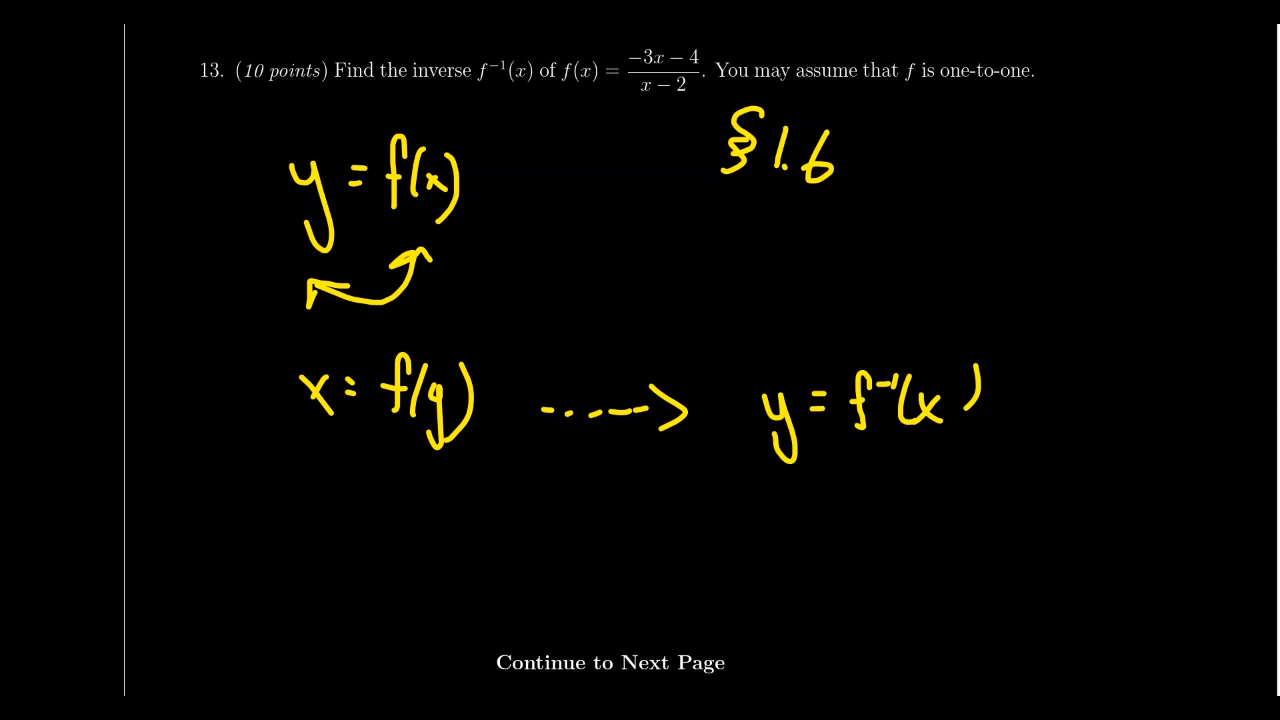 13. (10 points) Find the inverse f⁻¹(x) of f(x) = (-3x - 4)/(x - 2). You may assume that f is one-to-one.
§1.6
y = f(x)
x = f(y) ----> y = f⁻¹(x)
Continue to Next Page